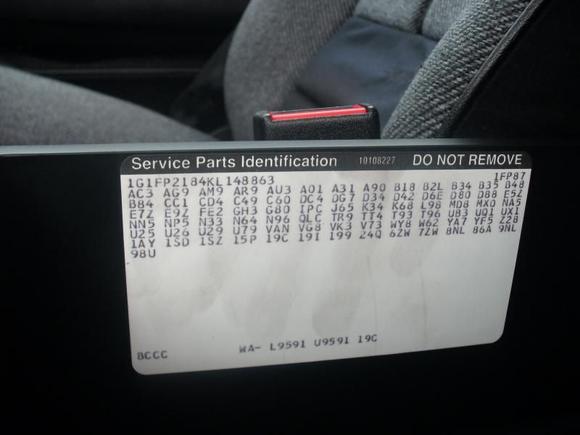 Service Parts Identification 10108227 DO NOT REMOVE
1G1FP2184KL148863 1FP87
AC3 AG9 AM9 AR9 AU3 A01 A31 A90 B18 B2L B34 B35 B48
B84 CC1 CD4 C49 C60 DC4 DG7 D34 D42 D6E D80 D88 E5Z
E7Z E9Z FE2 GH3 G80 IPC J65 K34 K68 L98 MD8 MX0 NA5
NN5 NP5 N33 N64 N96 QLC TR9 TT4 T93 T96 UB3 UQ1 UX1
U25 U26 U29 U79 VAN VG8 VK3 V73 WY8 W62 YA7 YF5 Z28
1AY 1SD 1SZ 15P 19C 19I 199 24Q 6ZW 7ZW 8NL 86A 9NL
98U
BCCC WA- L9591 U9591 19C